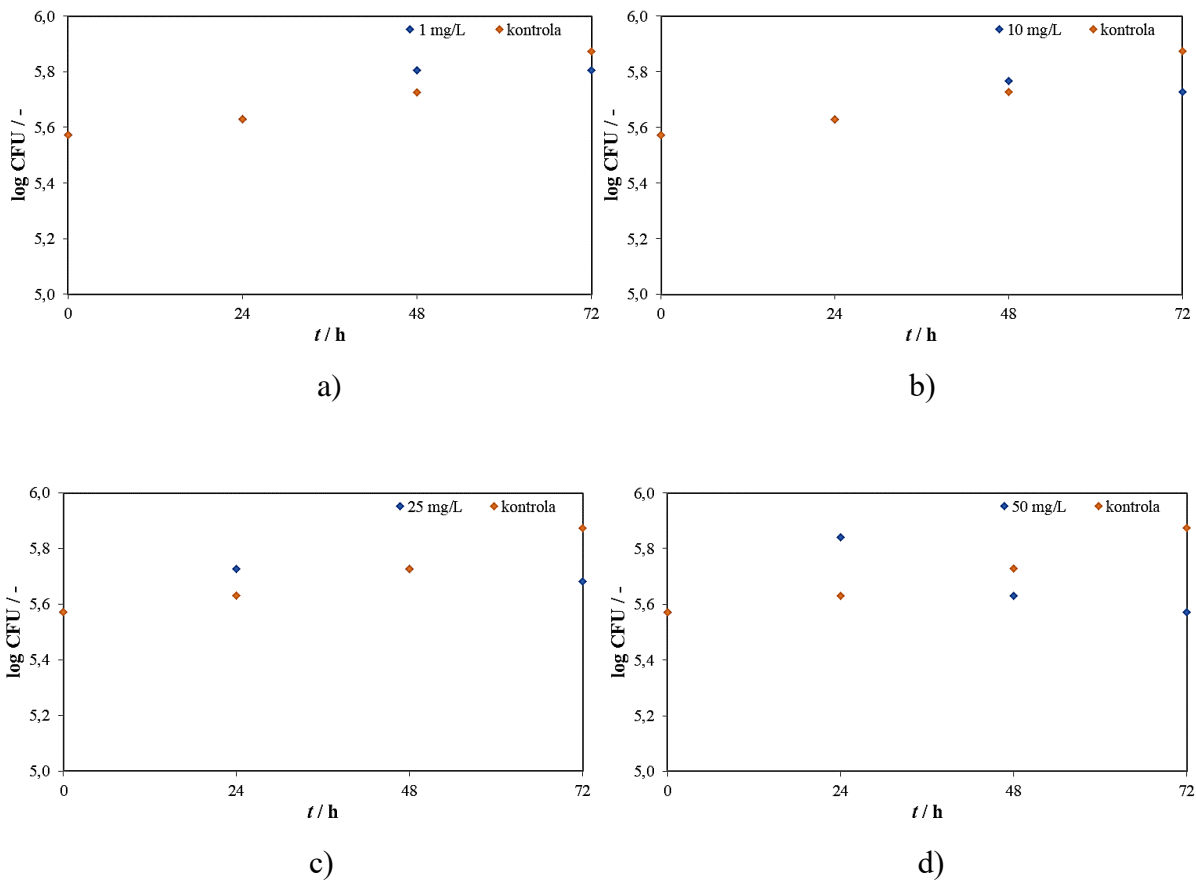 1 mg/L kontrola
6,0
5,8
5,6
5,4
5,2
5,0
log CFU / -
0 24 48 72
t / h
a)
10 mg/L kontrola
6,0
5,8
5,6
5,4
5,2
5,0
log CFU / -
0 24 48 72
t / h
b)
25 mg/L kontrola
6,0
5,8
5,6
5,4
5,2
5,0
log CFU / -
0 24 48 72
t / h
c)
50 mg/L kontrola
6,0
5,8
5,6
5,4
5,2
5,0
log CFU / -
0 24 48 72
t / h
d)